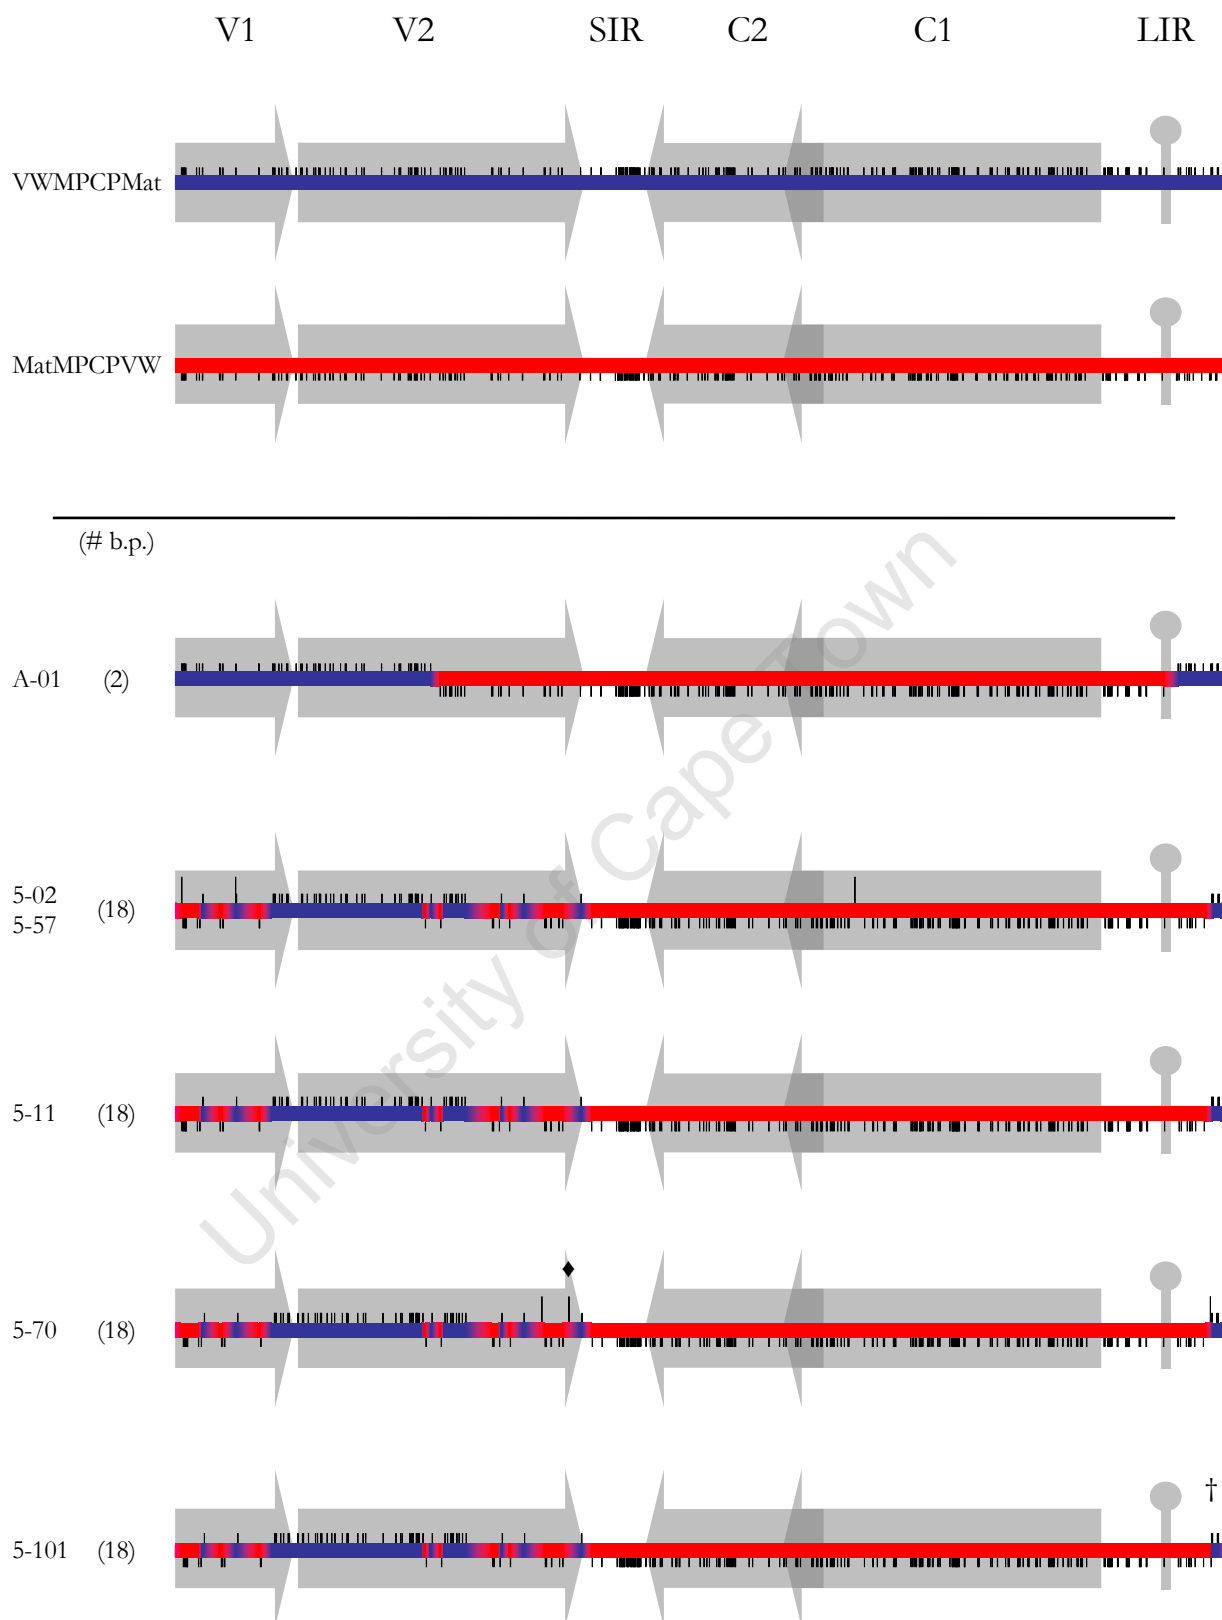 V1 V2 SIR C2 C1 LIR
VWMPCPMat
MatMPCPVW
(# b.p.)
A-01 (2)
5-02
5-57
(18)
5-11 (18)
♦
5-70 (18)
†
5-101 (18)
University of Cape Town